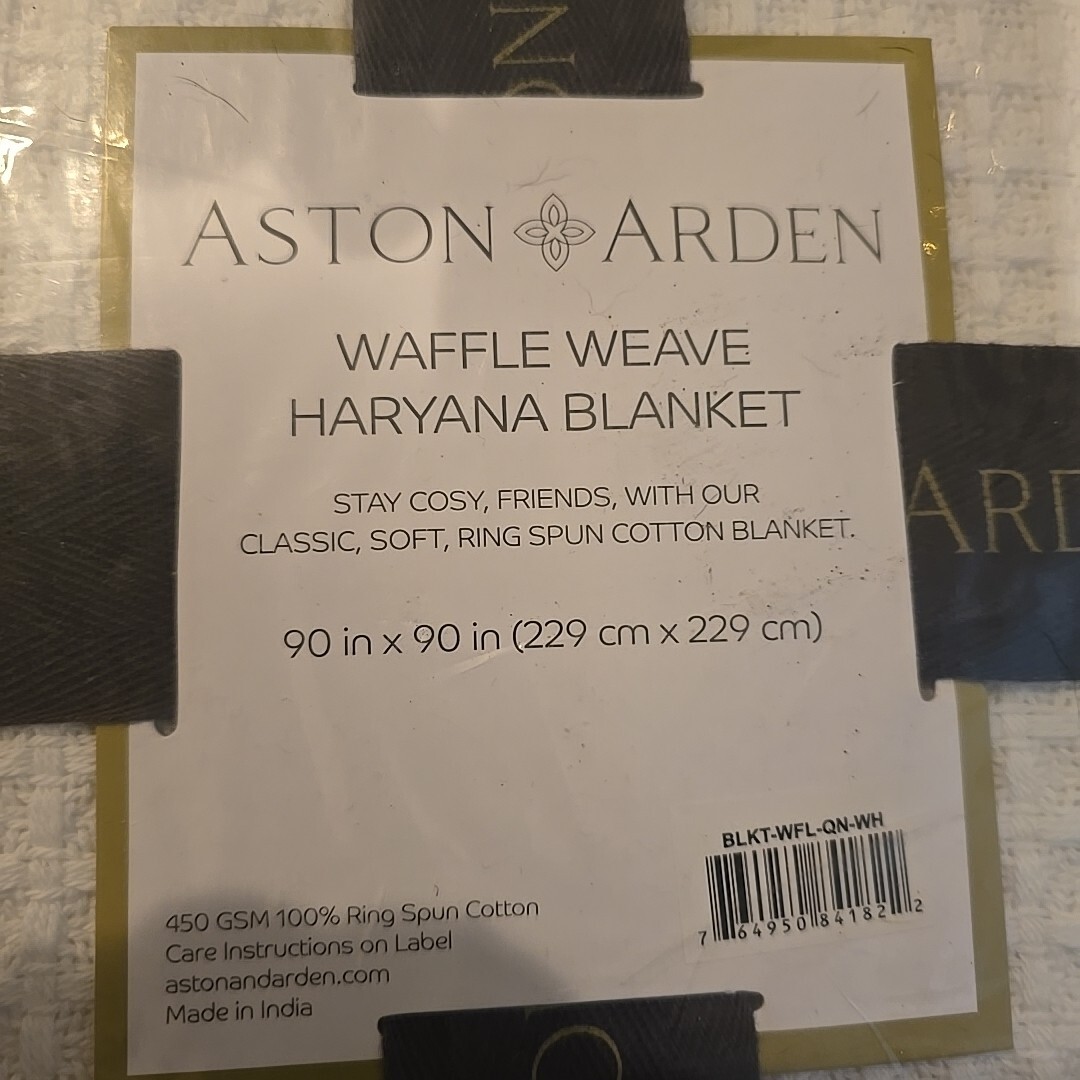 ASTON ARDEN
WAFFLE WEAVE
HARYANA BLANKET
STAY COSY, FRIENDS, WITH OUR
CLASSIC, SOFT, RING SPUN COTTON BLANKET.
ARD
90 in x 90 in (229 cm x 229 cm)
BLKT-WFL-QN-WH
7 64950 84182 2
450 GSM 100% Ring Spun Cotton
Care Instructions on Label
astonandarden.com
Made in India